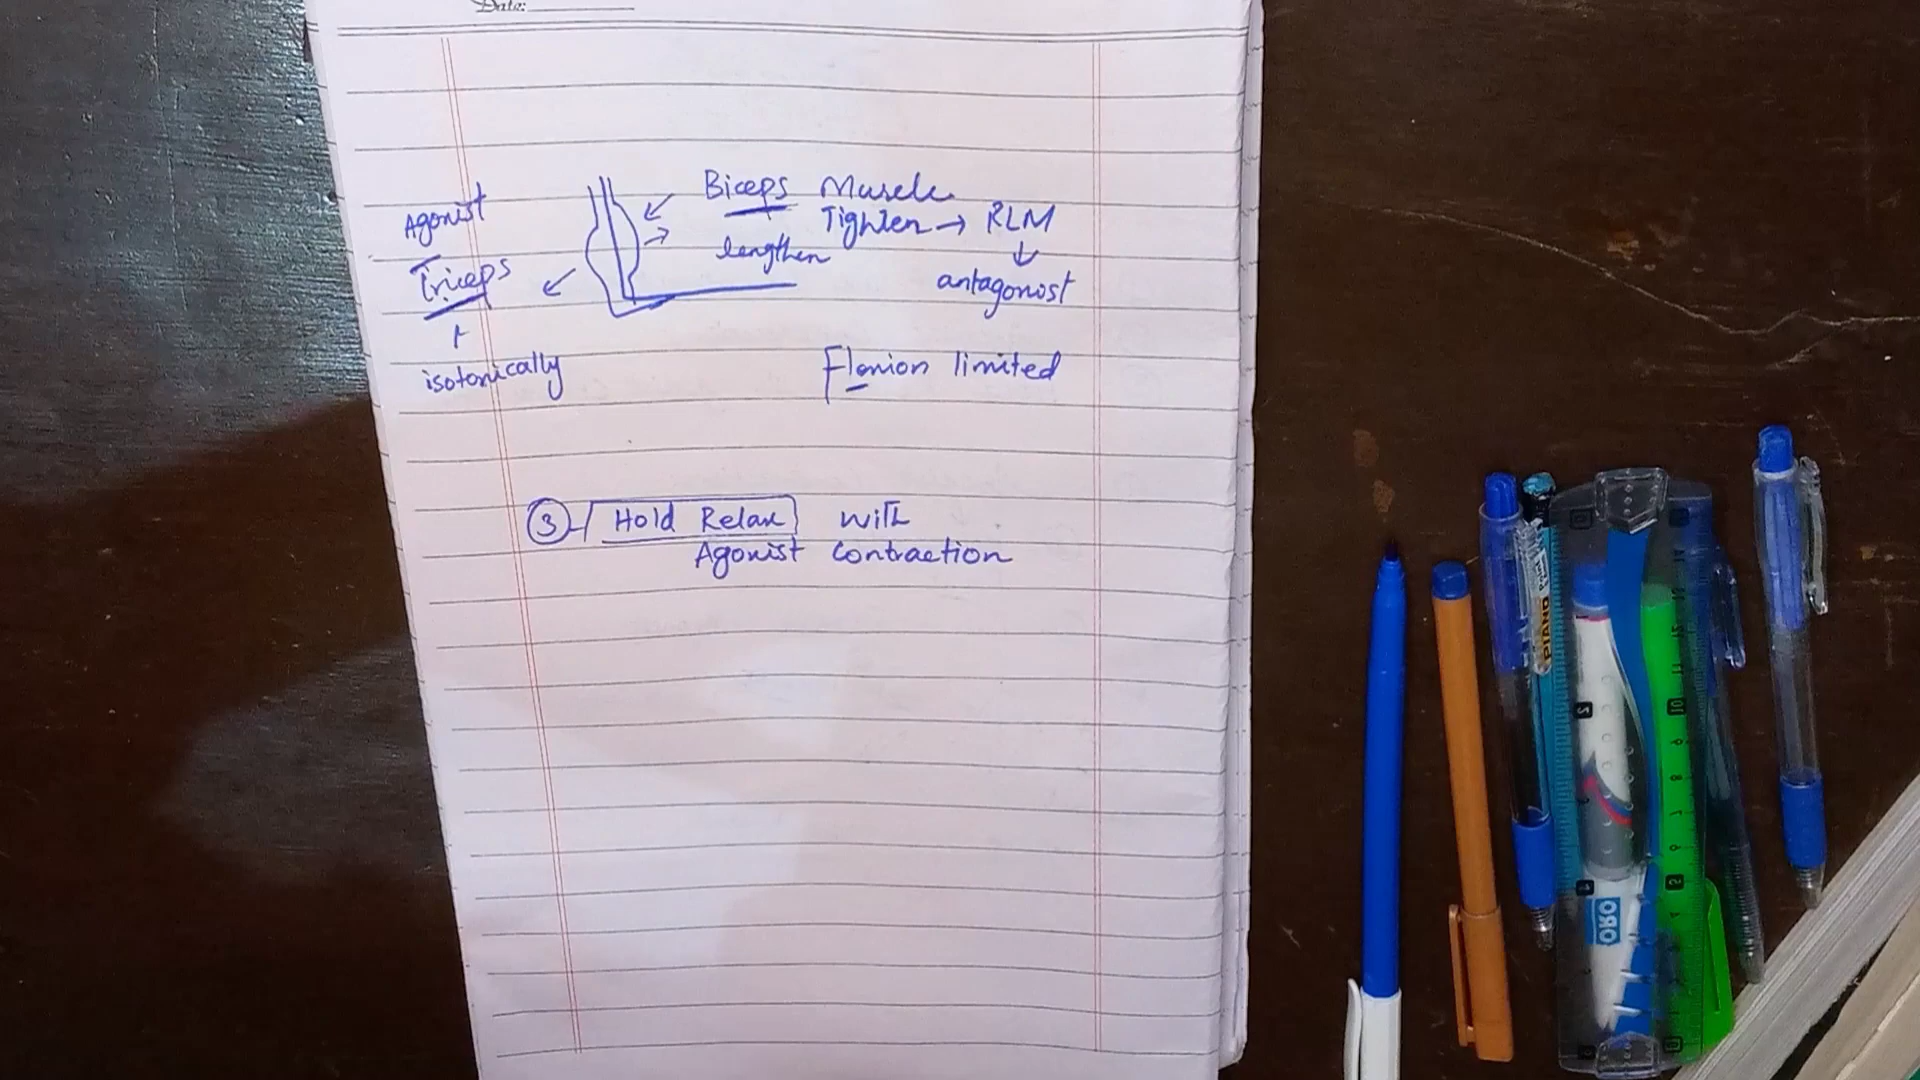 Date:
Biceps Muscle
Agonist
Tighten → RLM
lengthen
↓
Triceps
antagonist
isotonically
Flexion limited
③ Hold Relax with
Agonist Contraction
PIANO
ORO